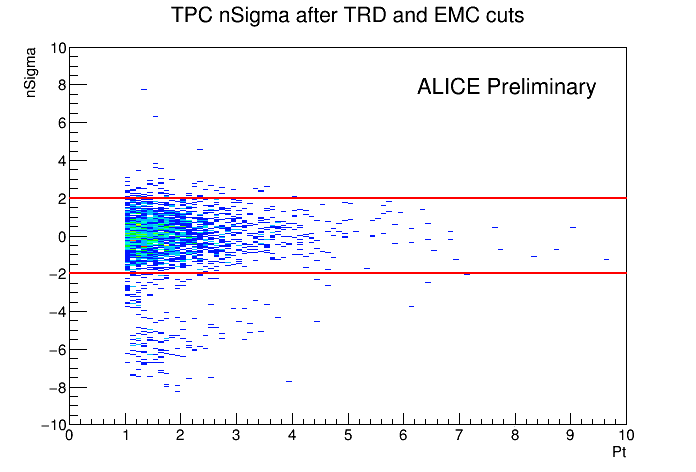 TPC nSigma after TRD and EMC cuts
nSigma
ALICE Preliminary
10
8
6
4
2
0
−2
−4
−6
−8
−10
0 1 2 3 4 5 6 7 8 9 10
Pt